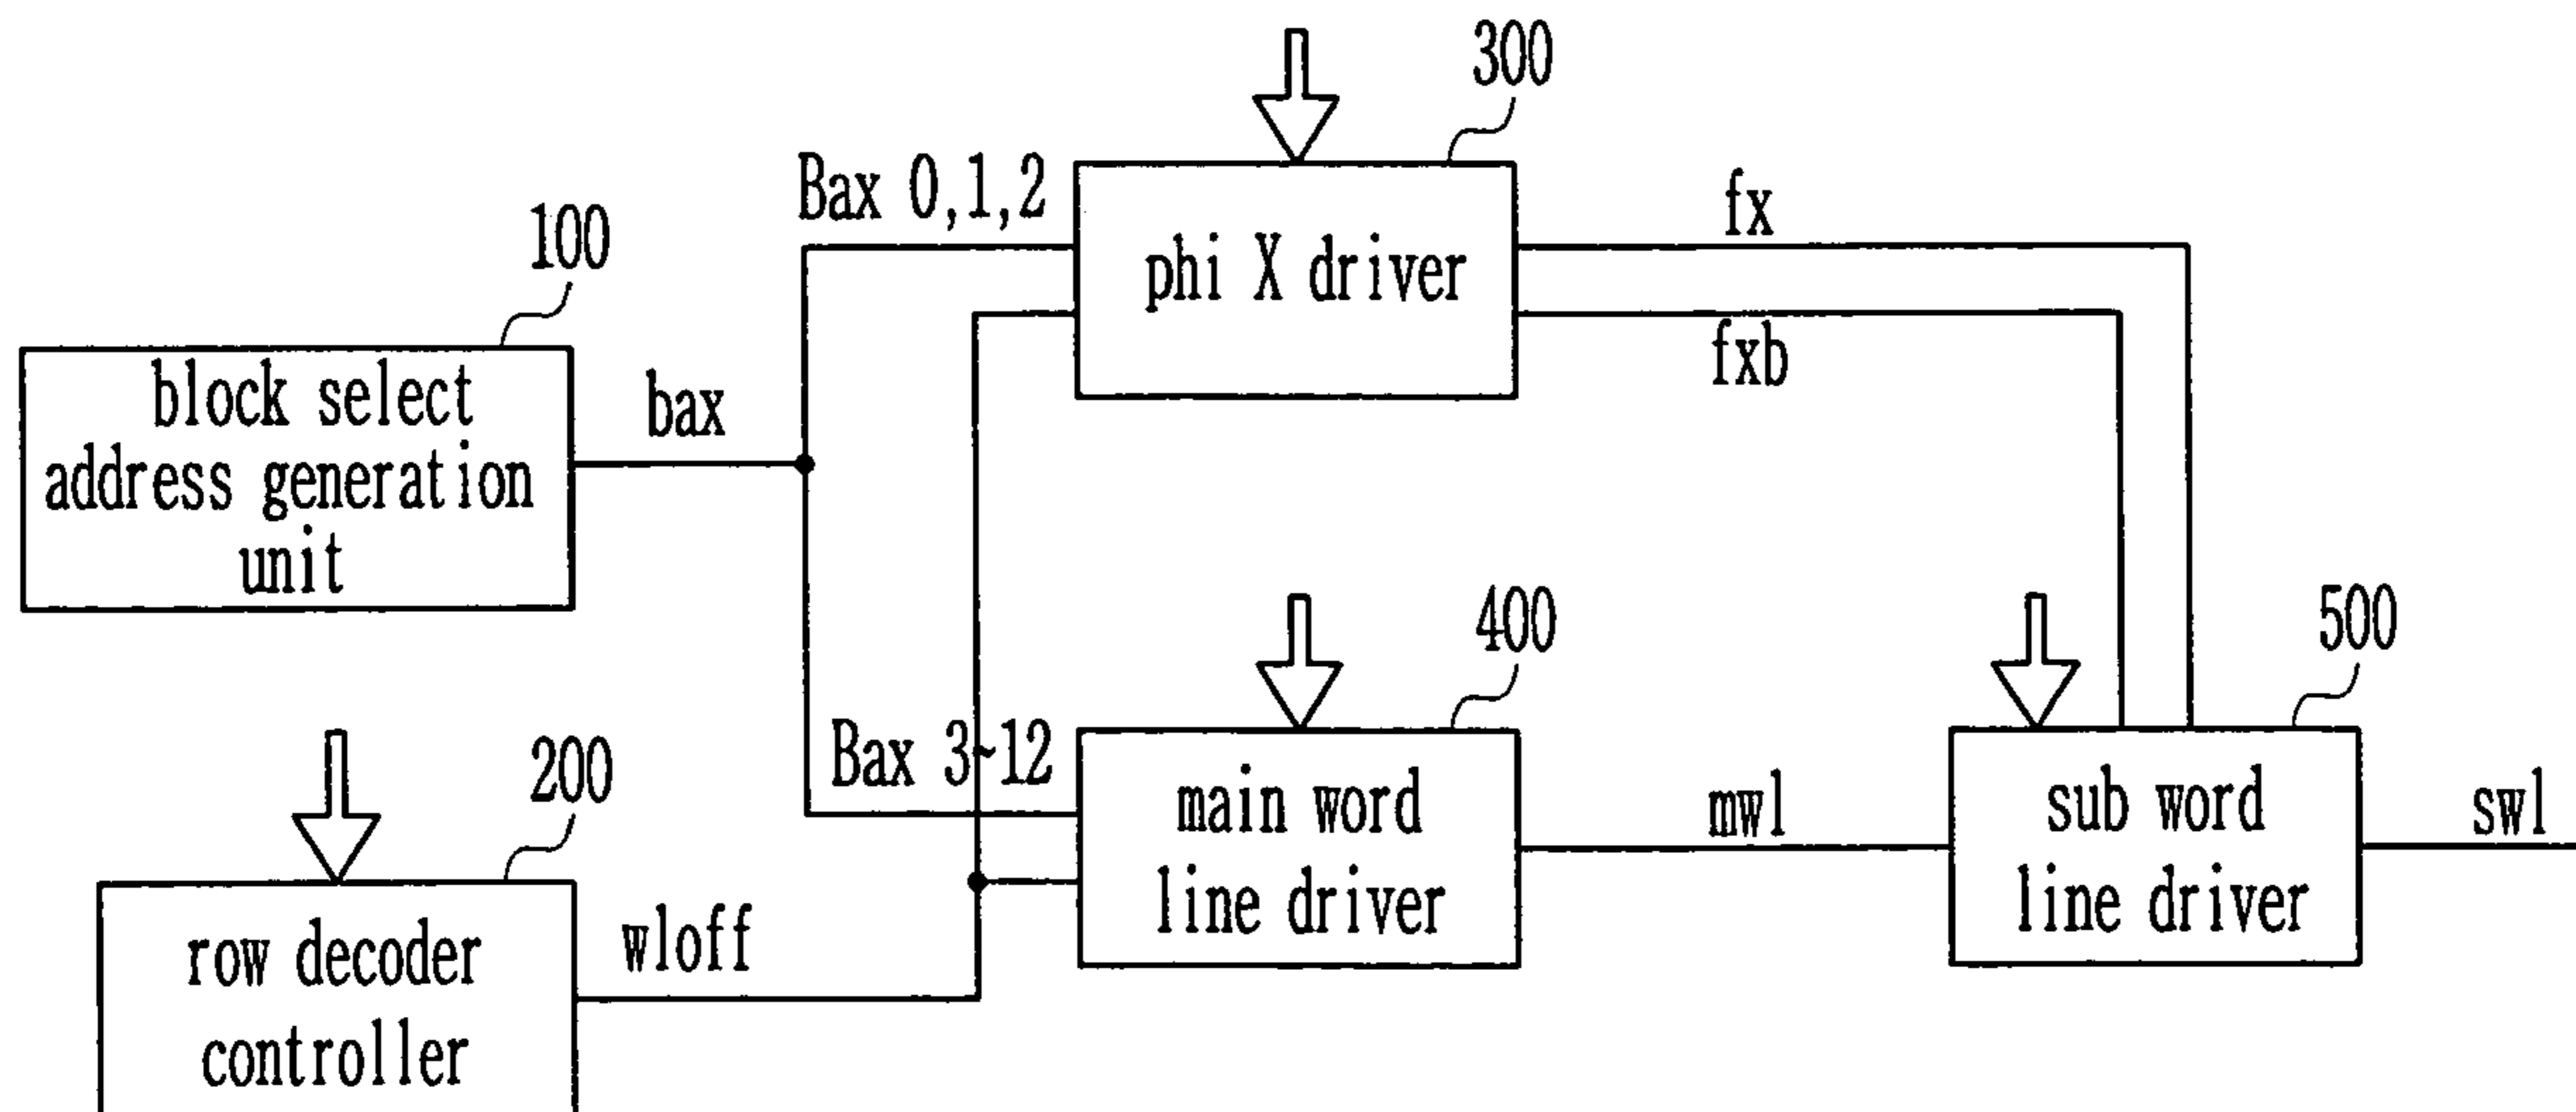 300
Bax 0,1,2
fx
100
phi X driver
block select
address generation
unit
bax
fxb
400
500
200
Bax 3~12
main word
line driver
mwl
sub word
line driver
swl
row decoder
controller
wloff